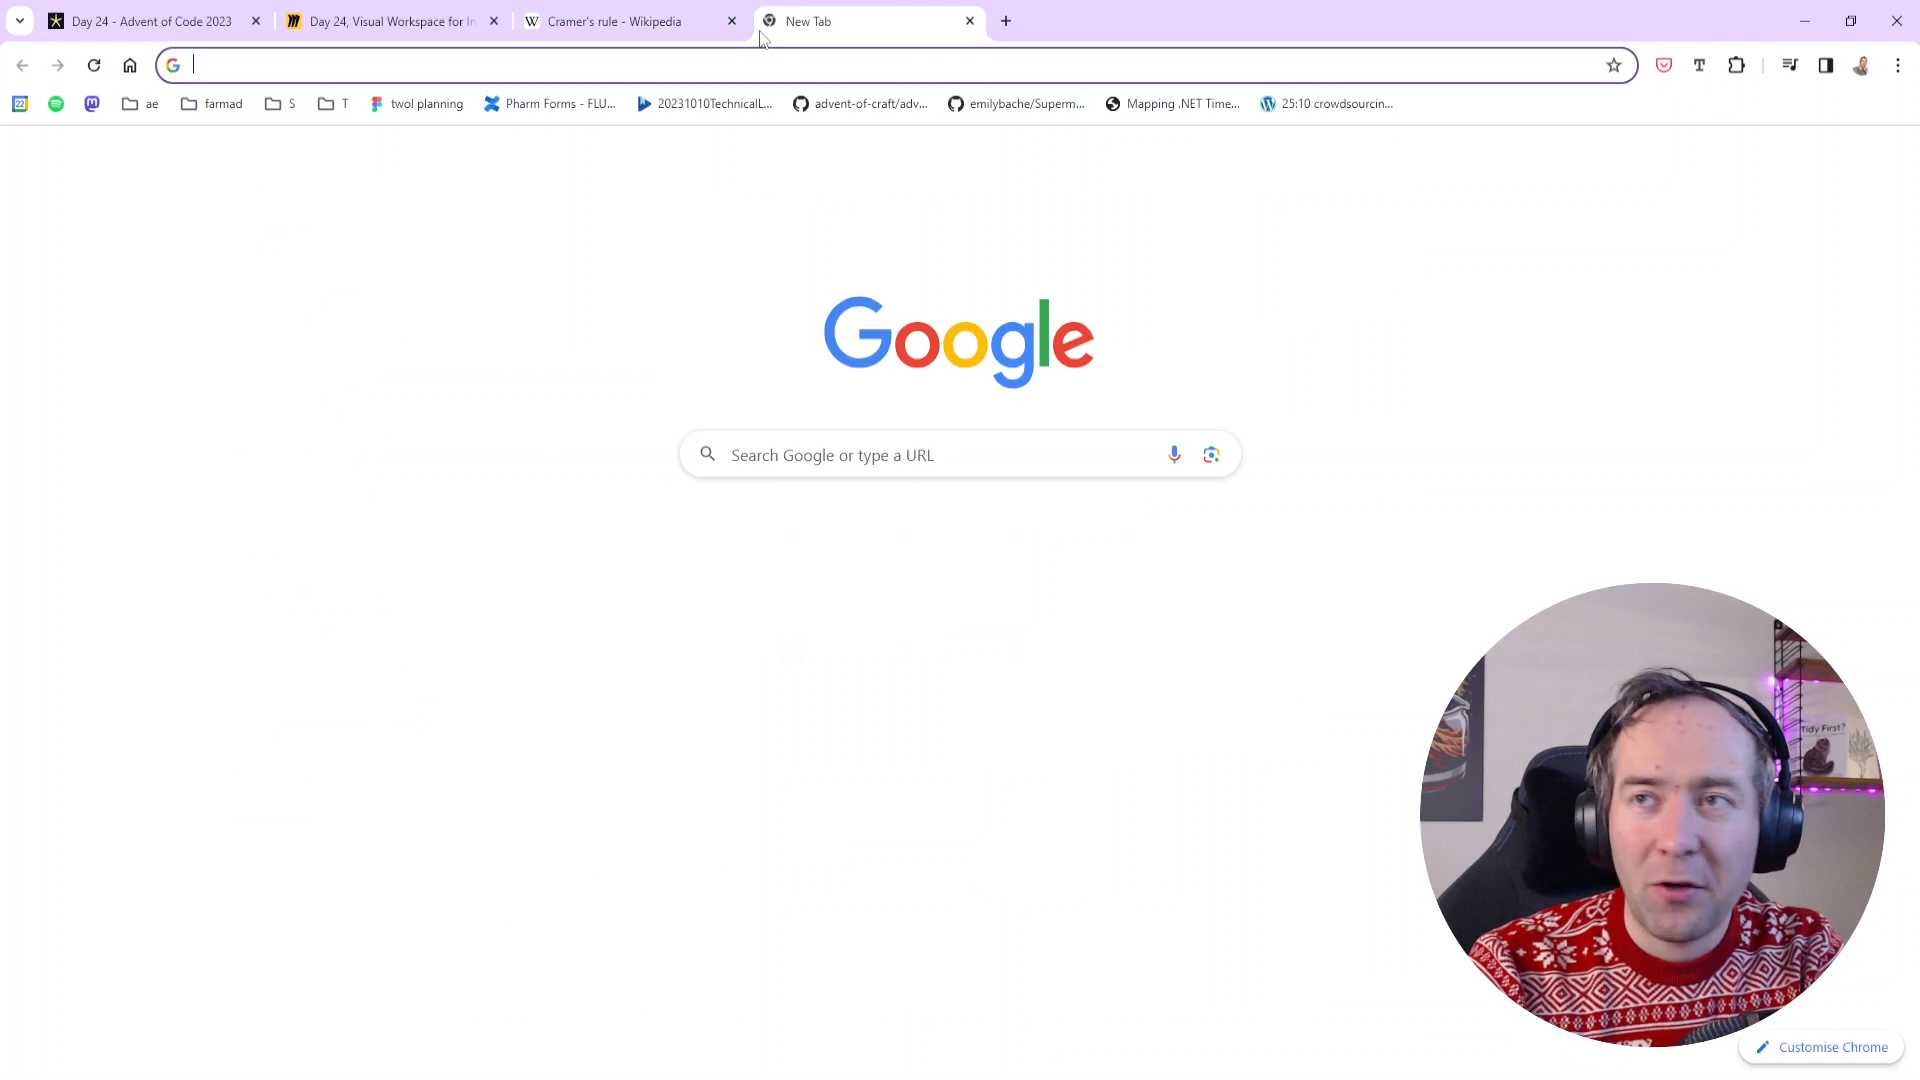 Day 24 - Advent of Code 2023
Day 24, Visual Workspace for In
Cramer's rule - Wikipedia
New Tab
ae
farmad
S
T
twol planning
Pharm Forms - FLU...
20231010TechnicalL...
advent-of-craft/adv...
emilybache/Superm...
Mapping .NET Time...
25:10 crowdsourcin...
22
Google
Search Google or type a URL
Tidy First?
Customise Chrome